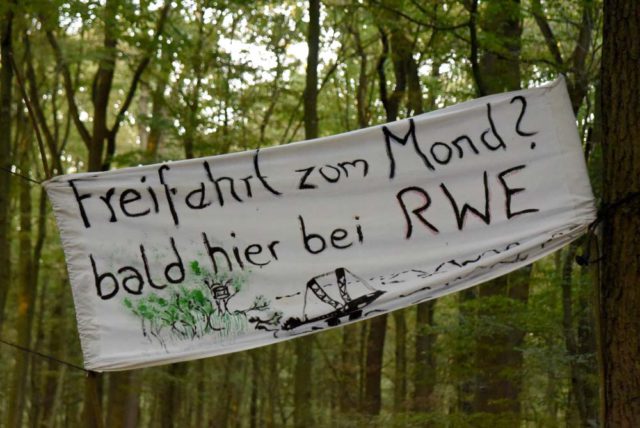 Freifahrt zum Mond?
bald hier bei RWE